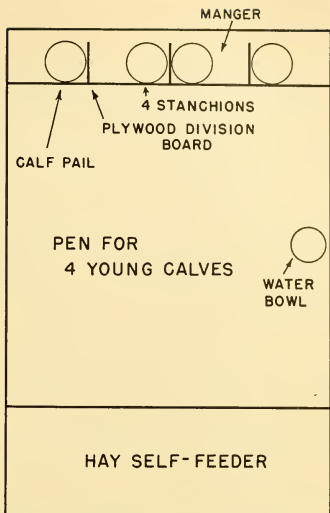 MANGER
4 STANCHIONS
PLYWOOD DIVISION
BOARD
CALF PAIL
PEN FOR
4 YOUNG CALVES
WATER
BOWL
HAY SELF-FEEDER